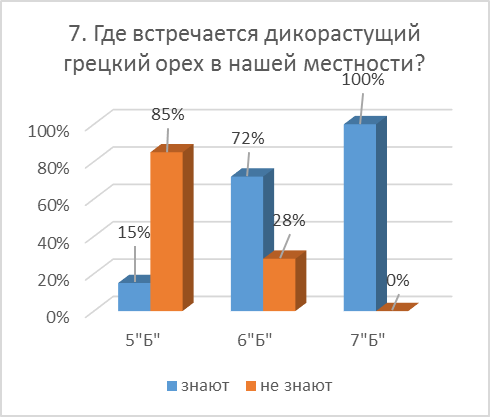 7. Где встречается дикорастущий
грецкий орех в нашей местности?
100%
85%
72%
28%
15%
0%
100%
80%
60%
40%
20%
0%
5"Б"
6"Б"
7"Б"
знают
не знают